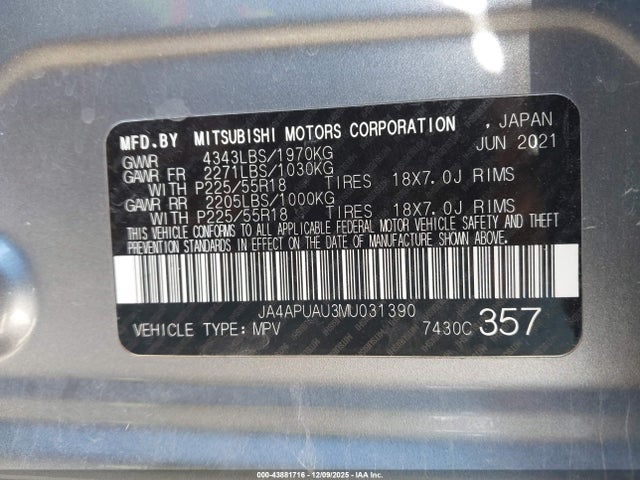 MFD.BY MITSUBISHI MOTORS CORPORATION , JAPAN
GVWR 4343LBS/1970KG JUN 2021
GAWR FR 2271LBS/1030KG
WITH P225/55R18 TIRES 18X7.0J RIMS
GAWR RR 2205LBS/1000KG
WITH P225/55R18 TIRES 18X7.0J RIMS
THIS VEHICLE CONFORMS TO ALL APPLICABLE FEDERAL MOTOR VEHICLE SAFETY AND THEFT
PREVENTION STANDARDS IN EFFECT ON THE DATE OF MANUFACTURE SHOWN ABOVE.
JA4APUAU3MU031390
VEHICLE TYPE: MPV 7430C 357
000-43881716 - 12/09/2025 - IAA Inc.